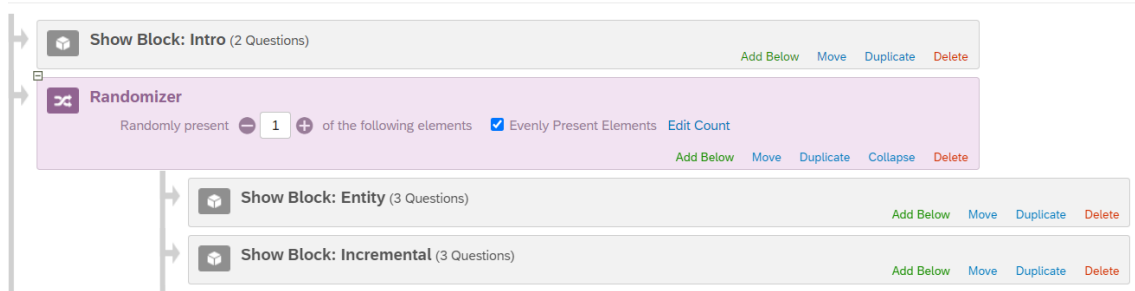 Show Block: Intro (2 Questions)
Add Below Move Duplicate Delete
Randomizer
Randomly present 1 of the following elements Evenly Present Elements Edit Count
Add Below Move Duplicate Collapse Delete
Show Block: Entity (3 Questions)
Add Below Move Duplicate Delete
Show Block: Incremental (3 Questions)
Add Below Move Duplicate Delete